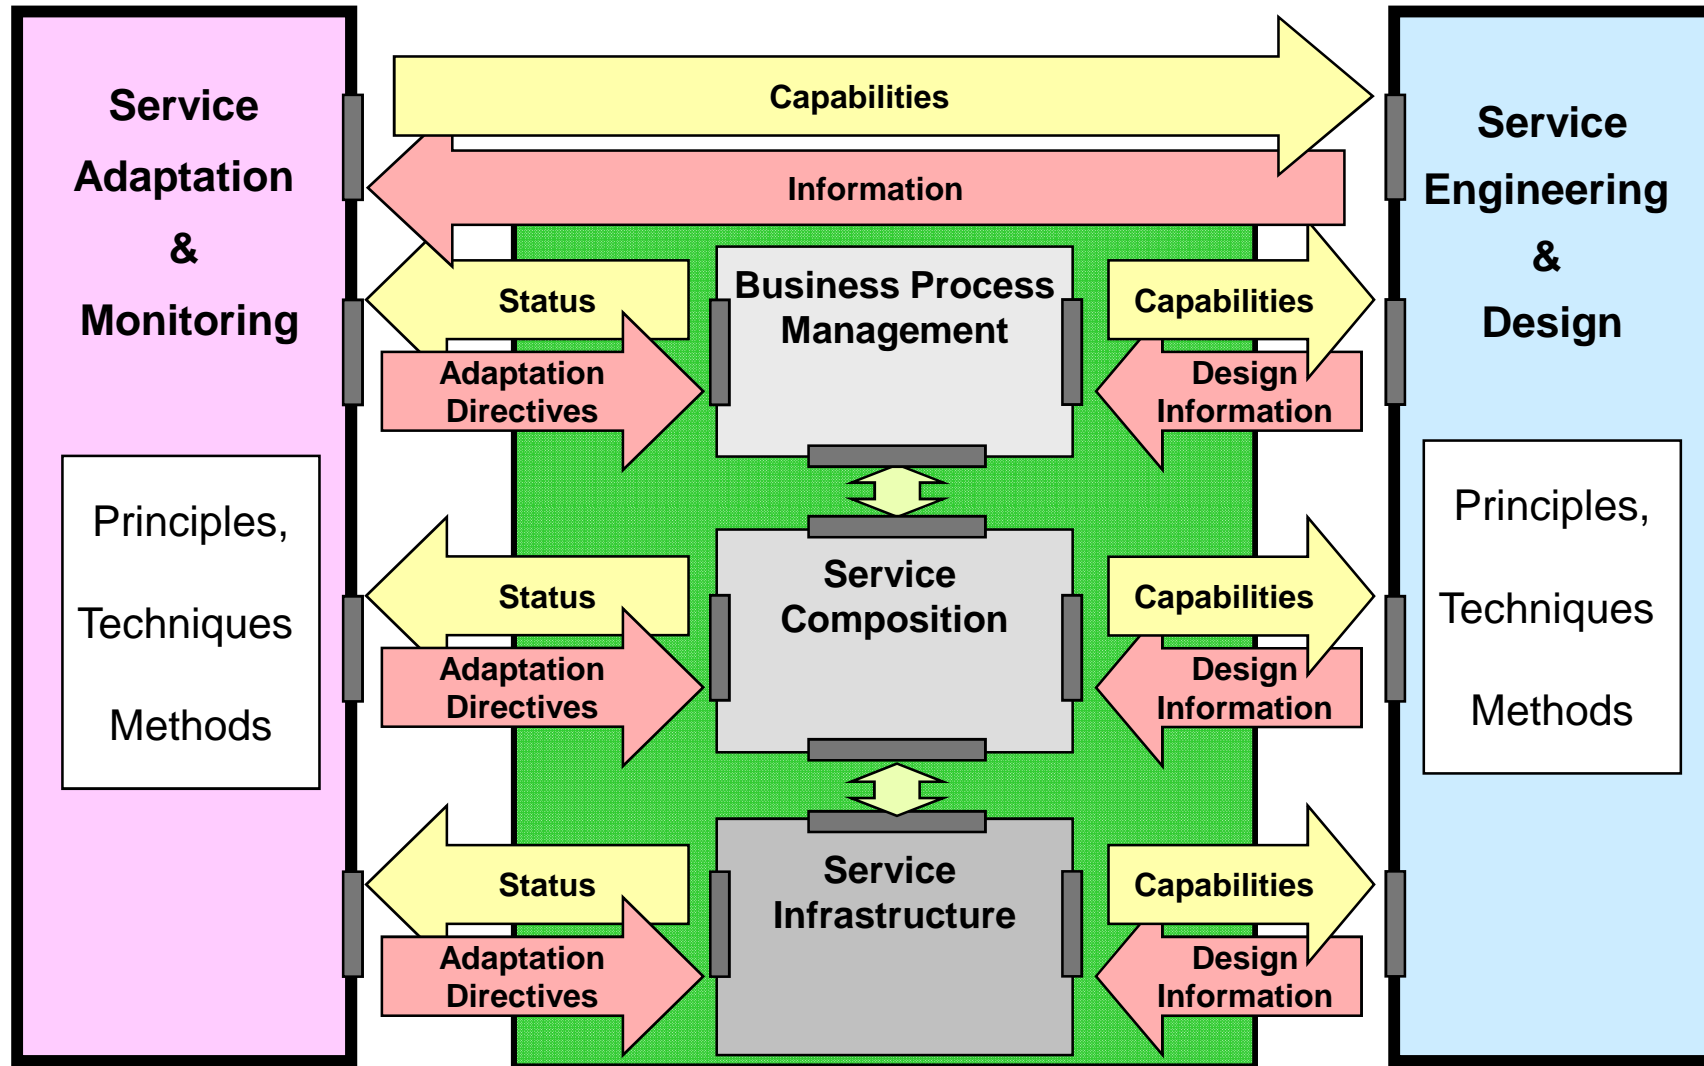 Service
Adaptation
&
Monitoring
Principles,
Techniques
Methods
Capabilities
Information
Status
Adaptation
Directives
Business Process
Management
Capabilities
Design
Information
Status
Adaptation
Directives
Service
Composition
Capabilities
Design
Information
Status
Adaptation
Directives
Service
Infrastructure
Capabilities
Design
Information
Service
Engineering
&
Design
Principles,
Techniques
Methods